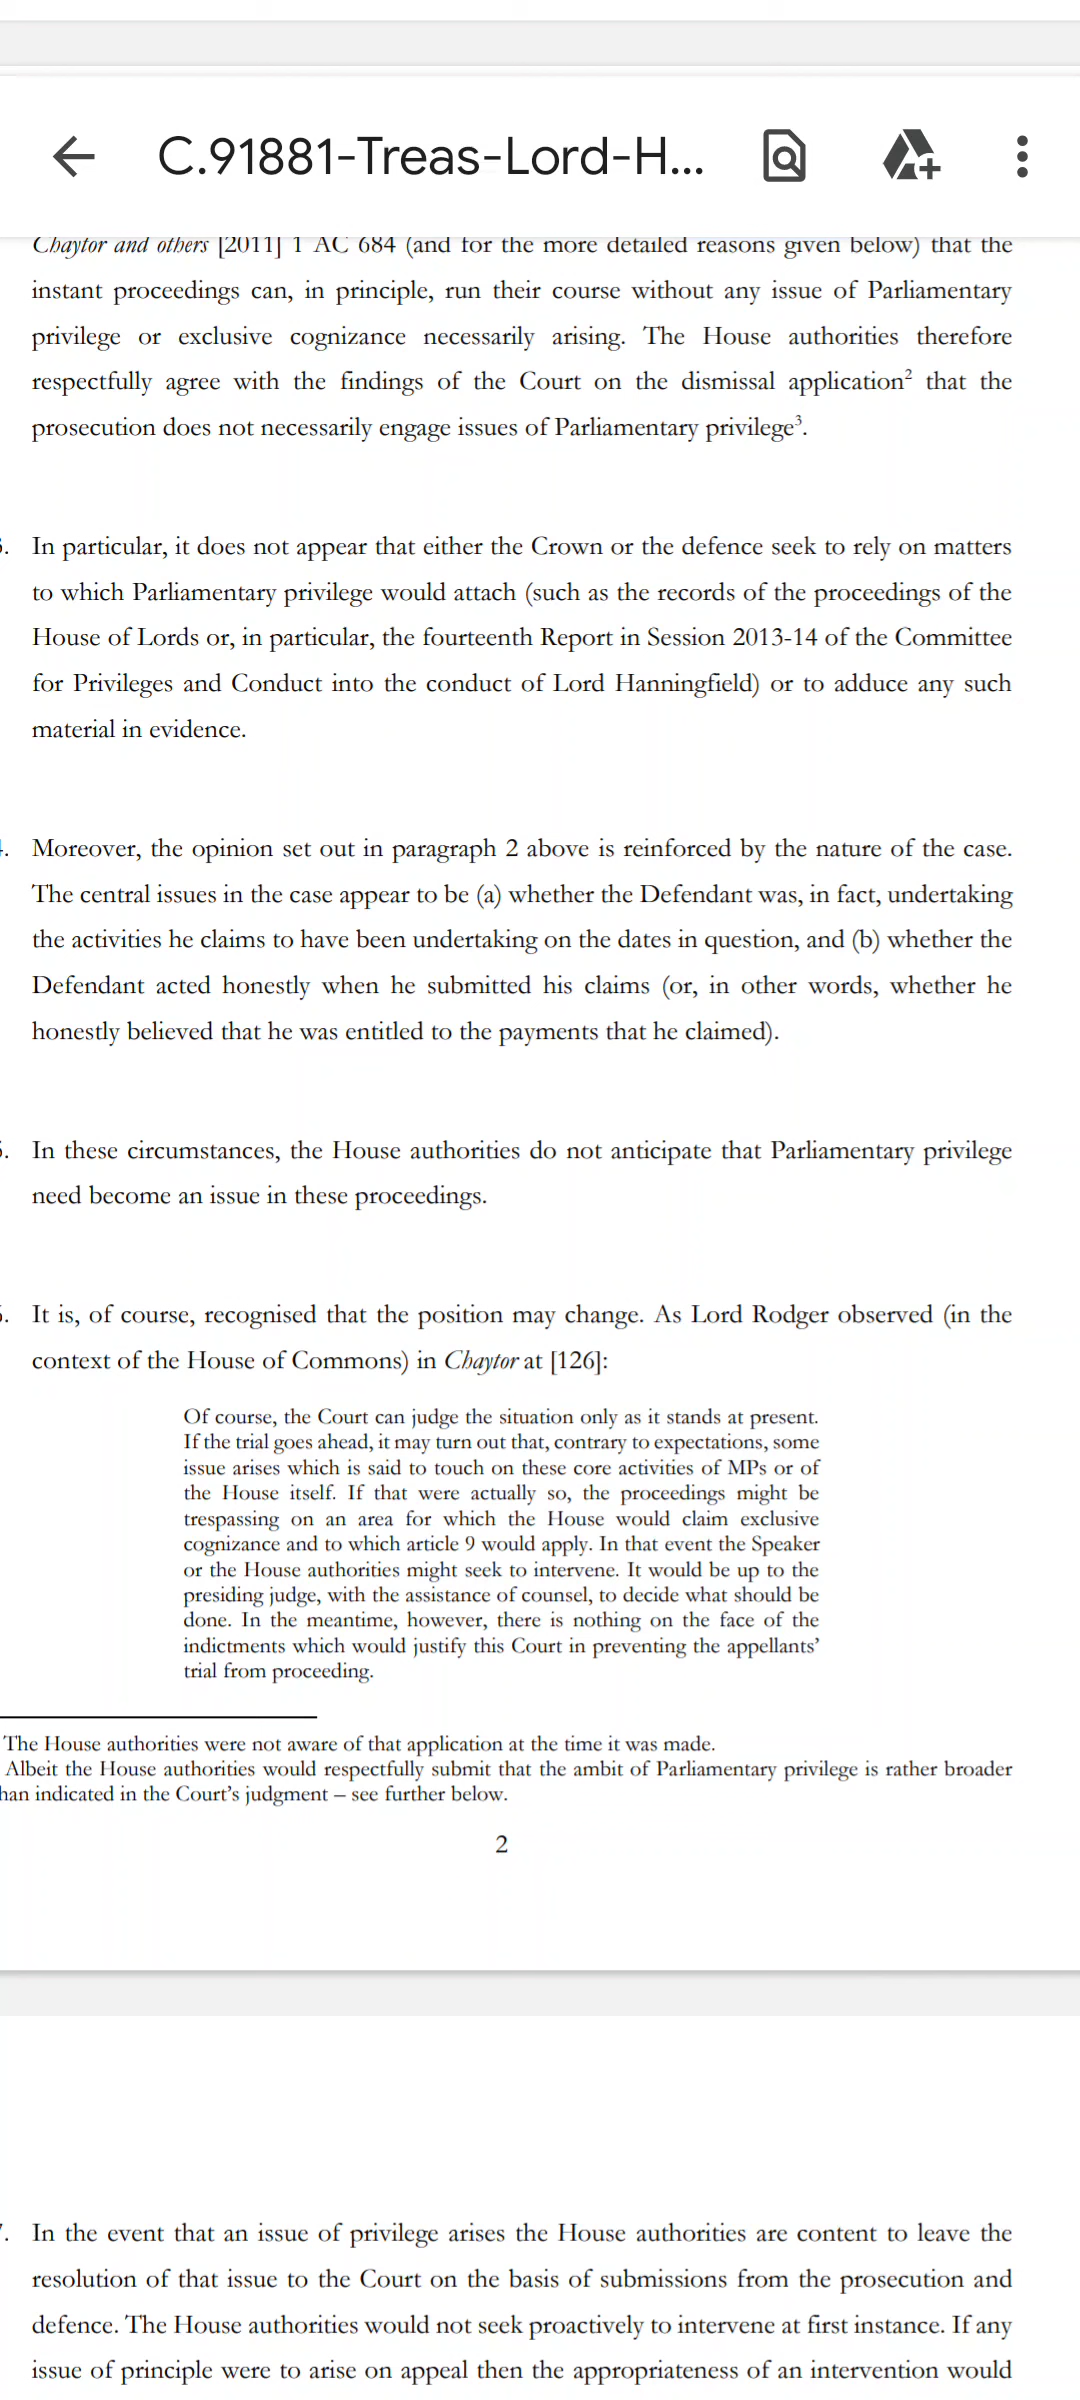 C.91881-Treas-Lord-H...
Chaytor and others [2011] 1 AC 684 (and for the more detailed reasons given below) that the
instant proceedings can, in principle, run their course without any issue of Parliamentary
privilege or exclusive cognizance necessarily arising. The House authorities therefore
respectfully agree with the findings of the Court on the dismissal application² that the
prosecution does not necessarily engage issues of Parliamentary privilege³.
In particular, it does not appear that either the Crown or the defence seek to rely on matters
to which Parliamentary privilege would attach (such as the records of the proceedings of the
House of Lords or, in particular, the fourteenth Report in Session 2013-14 of the Committee
for Privileges and Conduct into the conduct of Lord Hanningfield) or to adduce any such
material in evidence.
Moreover, the opinion set out in paragraph 2 above is reinforced by the nature of the case.
The central issues in the case appear to be (a) whether the Defendant was, in fact, undertaking
the activities he claims to have been undertaking on the dates in question, and (b) whether the
Defendant acted honestly when he submitted his claims (or, in other words, whether he
honestly believed that he was entitled to the payments that he claimed).
In these circumstances, the House authorities do not anticipate that Parliamentary privilege
need become an issue in these proceedings.
It is, of course, recognised that the position may change. As Lord Rodger observed (in the
context of the House of Commons) in Chaytor at [126]:
Of course, the Court can judge the situation only as it stands at present.
If the trial goes ahead, it may turn out that, contrary to expectations, some
issue arises which is said to touch on these core activities of MPs or of
the House itself. If that were actually so, the proceedings might be
trespassing on an area for which the House would claim exclusive
cognizance and to which article 9 would apply. In that event the Speaker
or the House authorities might seek to intervene. It would be up to the
presiding judge, with the assistance of counsel, to decide what should be
done. In the meantime, however, there is nothing on the face of the
indictments which would justify this Court in preventing the appellants’
trial from proceeding.
The House authorities were not aware of that application at the time it was made.
Albeit the House authorities would respectfully submit that the ambit of Parliamentary privilege is rather broader
han indicated in the Court’s judgment – see further below.
2
In the event that an issue of privilege arises the House authorities are content to leave the
resolution of that issue to the Court on the basis of submissions from the prosecution and
defence. The House authorities would not seek proactively to intervene at first instance. If any
issue of principle were to arise on appeal then the appropriateness of an intervention would